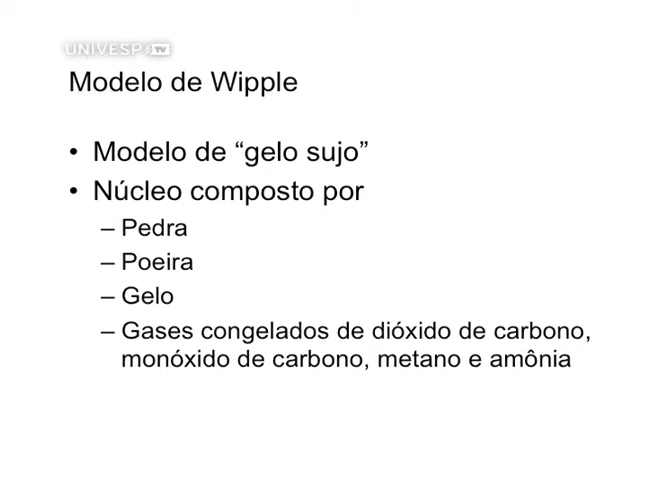 UNIVESP TV
Modelo de Wipple
• Modelo de “gelo sujo”
• Núcleo composto por
– Pedra
– Poeira
– Gelo
– Gases congelados de dióxido de carbono,
monóxido de carbono, metano e amônia